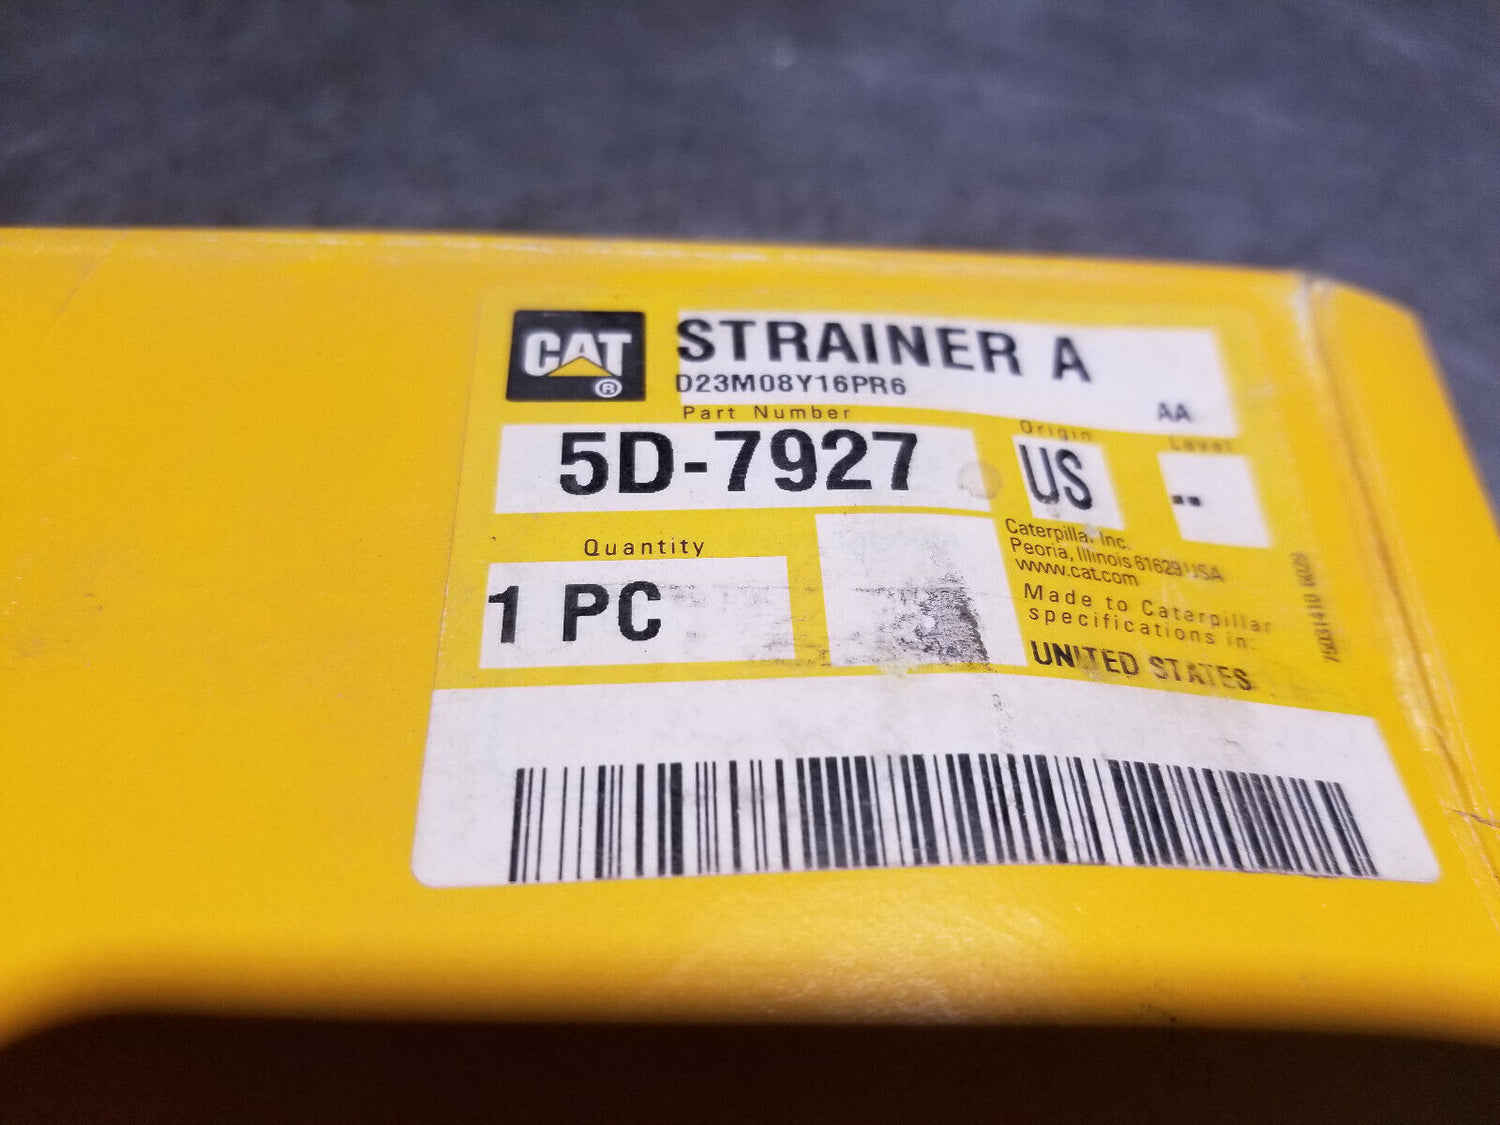 CAT
®
STRAINER A
D23M08Y16PR6
AA
Part Number
Origin
Level
5D-7927
US
--
Quantity
1 PC
Caterpillar, Inc.
Peoria, Illinois 61629 USA
www.cat.com
Made to Caterpillar
specifications in:
UNITED STATES